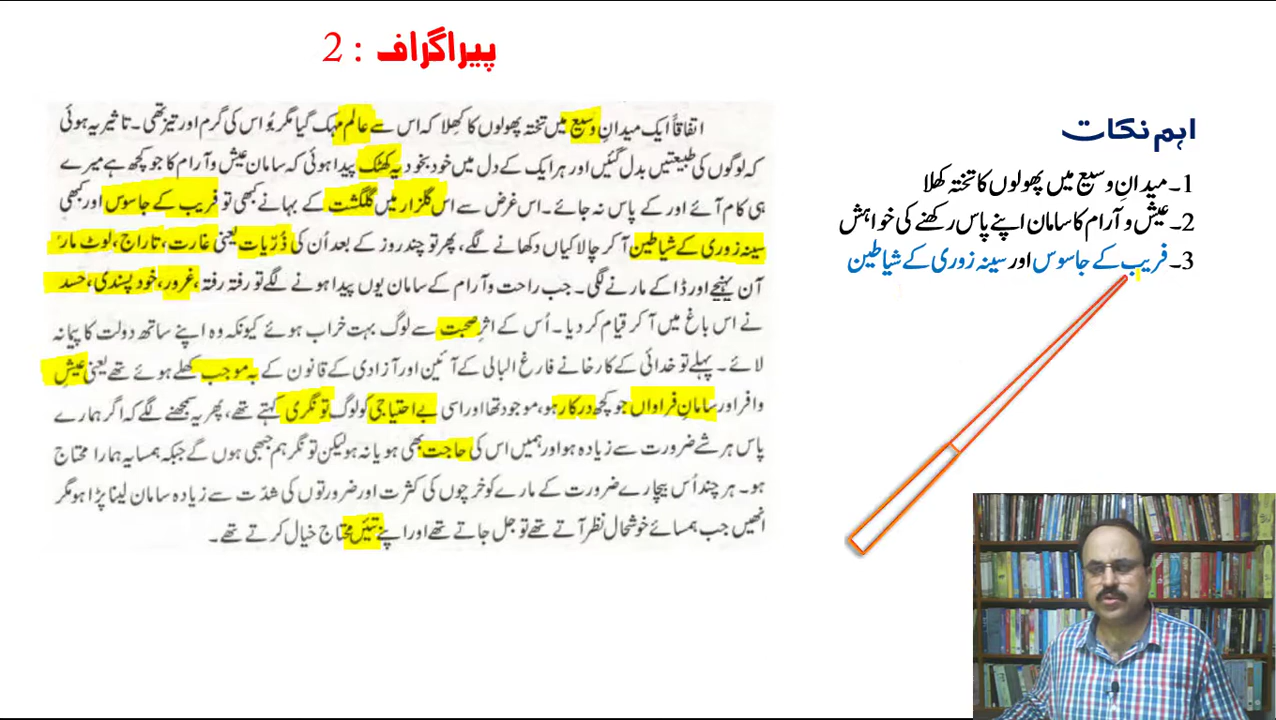 پیراگراف : 2
اتفاقاً ایک میدانِ وسیع میں تختہ پھولوں کا کھلا کہ اس سے عالم مہک گیا مگر بُو اس کی گرم اور تیز تھی۔ تاثیر یہ ہوئی
کہ لوگوں کی طبیعتیں بدل گئیں اور ہر ایک کے دل میں خود بخود یہ کھٹک پیدا ہوئی کہ سامان عیش و آرام کا جو کچھ ہے میرے
ہی کام آئے اور کے پاس نہ جائے۔ اس غرض سے اس گلزار میں گلگشت کے بہانے کبھی تو فریب کے جاسوس اور کبھی
سینہ زوری کے شیاطین آ کر چالاکیاں دکھانے لگے، پھر تو چند روز کے بعد اُن کی ذُرّیات یعنی غارت، تاراج، لوٹ مار
آن پہنچے اور ڈاکے مارنے لگی۔ جب راحت و آرام کے سامان یوں پیدا ہونے لگے تو رفتہ رفتہ، غرور، خود پسندی، حسد
نے اس باغ میں آ کر قیام کر دیا۔ اُس کے اثرِ صحبت سے لوگ بہت خراب ہوئے کیونکہ وہ اپنے ساتھ دولت کا پیمانہ
لائے۔ پہلے تو خدائی کے کارخانے فارغ البالی کے آئین اور آزادی کے قانون کے بہ موجب کھلے ہوئے تھے یعنی عیشِ
وافر اور سامانِ فراواں جو کچھ درکار ہو، موجود تھا اور اسی بے احتیاجی کو لوگ تونگری کہتے تھے، پھر یہ سمجھنے لگے کہ اگر ہمارے
پاس ہر شے ضرورت سے زیادہ ہو اور ہمیں اس کی حاجت بھی ہو یا نہ ہو لیکن تونگر ہم جبھی ہوں گے جبکہ ہمسایہ ہمارا محتاج
ہو۔ ہر چند اُس بیچارے ضرورت کے مارے کو خرچوں کی کثرت اور ضرورتوں کی شدّت سے زیادہ سامان لینا پڑا ہو مگر
انھیں جب ہمسائے خوشحال نظر آتے تھے تو جل جاتے تھے اور اپنے تئیں محتاج خیال کرتے تھے۔
اہم نکات
1۔ میدانِ وسیع میں پھولوں کا تختہ کھلا
2۔ عیش و آرام کا سامان اپنے پاس رکھنے کی خواہش
3۔ فریب کے جاسوس اور سینہ زوری کے شیاطین